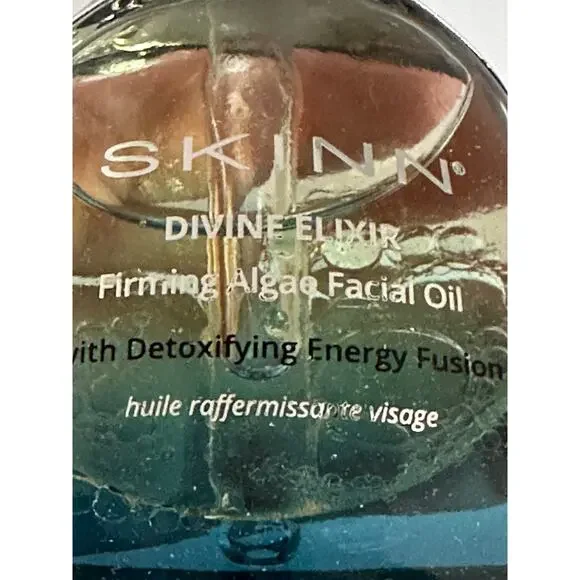 SKINN®
DIVINE ELIXIR
Firming Algae Facial Oil
with Detoxifying Energy Fusion
huile raffermissante visage